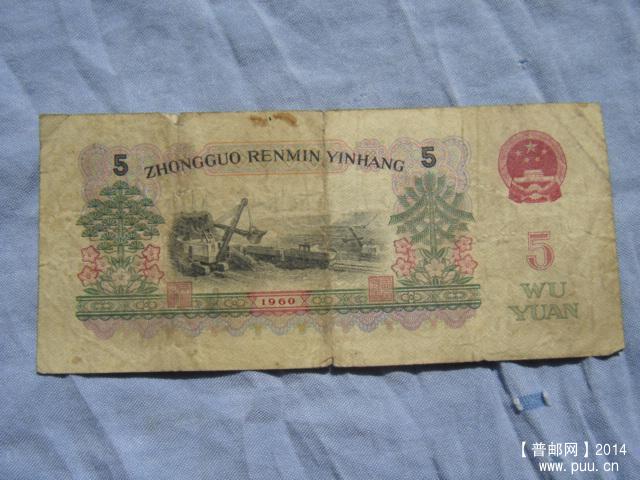 5 ZHONGGUO RENMIN YINHANG 5
5
WU
YUAN
1960
【普邮网】2014
www.puu.cn